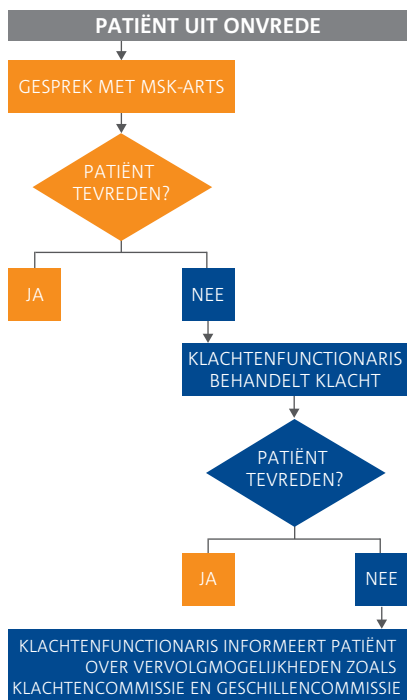 PATIËNT UIT ONVREDE
GESPREK MET MSK-ARTS
PATIËNT
TEVREDEN?
JA
NEE
KLACHTENFUNCTIONARIS
BEHANDELT KLACHT
PATIËNT
TEVREDEN?
JA
NEE
KLACHTENFUNCTIONARIS INFORMEERT PATIËNT
OVER VERVOLGMOGELIJKHEDEN ZOALS
KLACHTENCOMMISSIE EN GESCHILLENCOMMISSIE